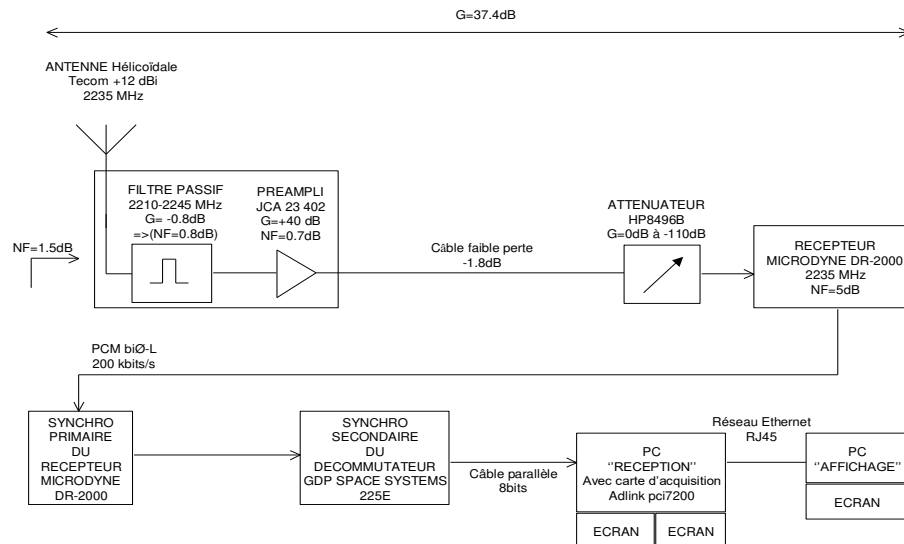 G=37.4dB
ANTENNE Hélicoïdale
Tecom +12 dBi
2235 MHz
FILTRE PASSIF
2210-2245 MHz
G= -0.8dB
=>(NF=0.8dB)
PREAMPLI
JCA 23 402
G=+40 dB
NF=0.7dB
NF=1.5dB
Câble faible perte
-1.8dB
ATTENUATEUR
HP8496B
G=0dB à -110dB
RECEPTEUR
MICRODYNE DR-2000
2235 MHz
NF=5dB
PCM biØ-L
200 kbits/s
SYNCHRO
PRIMAIRE
DU
RECEPTEUR
MICRODYNE
DR-2000
SYNCHRO
SECONDAIRE
DU
DECOMMUTATEUR
GDP SPACE SYSTEMS
225E
Câble parallèle
8bits
PC
"RECEPTION"
Avec carte d'acquisition
Adlink pci7200
ECRAN
ECRAN
Réseau Ethernet
RJ45
PC
"AFFICHAGE"
ECRAN